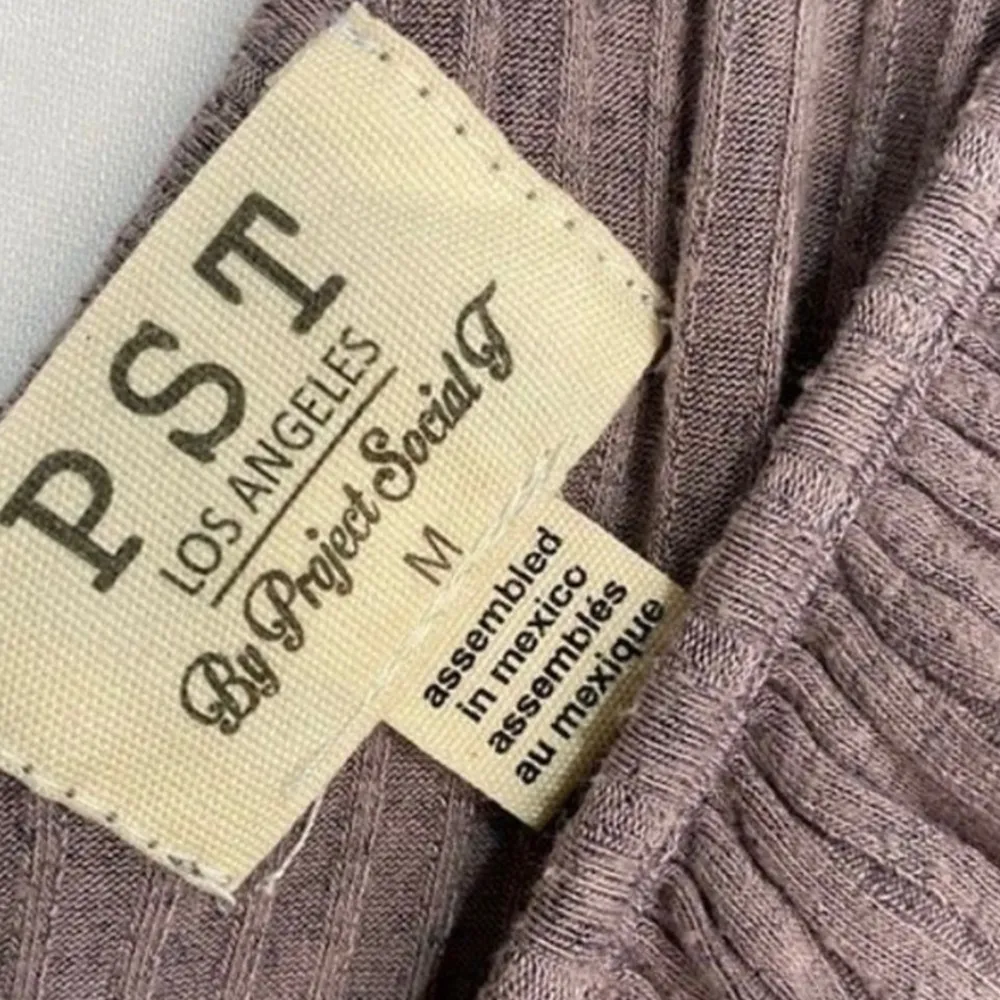 PST
LOS ANGELES
By Project Social T
M
assembled
in mexico
assemblés
au mexique